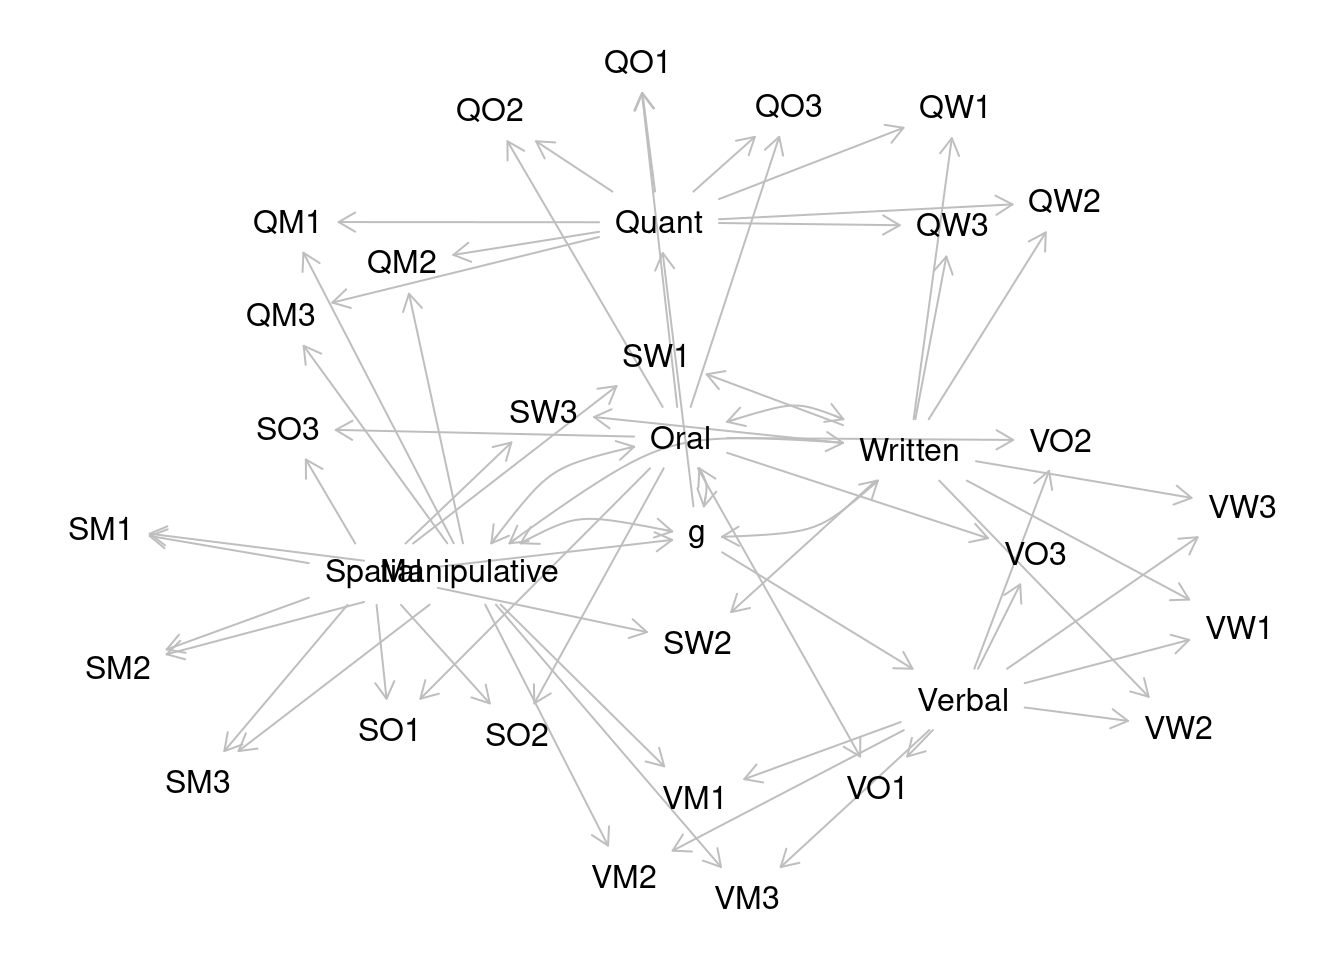 QO1
QO2
QO3
QW1
QW2
QM1
Quant
QW3
QM2
QM3
SW1
SW3
SO3
Oral
Written
VO2
VW3
SM1
g
VO3
Spatial
Manipulative
VW1
SW2
SM2
Verbal
SO1
SO2
VW2
SM3
VM1
VO1
VM2
VM3